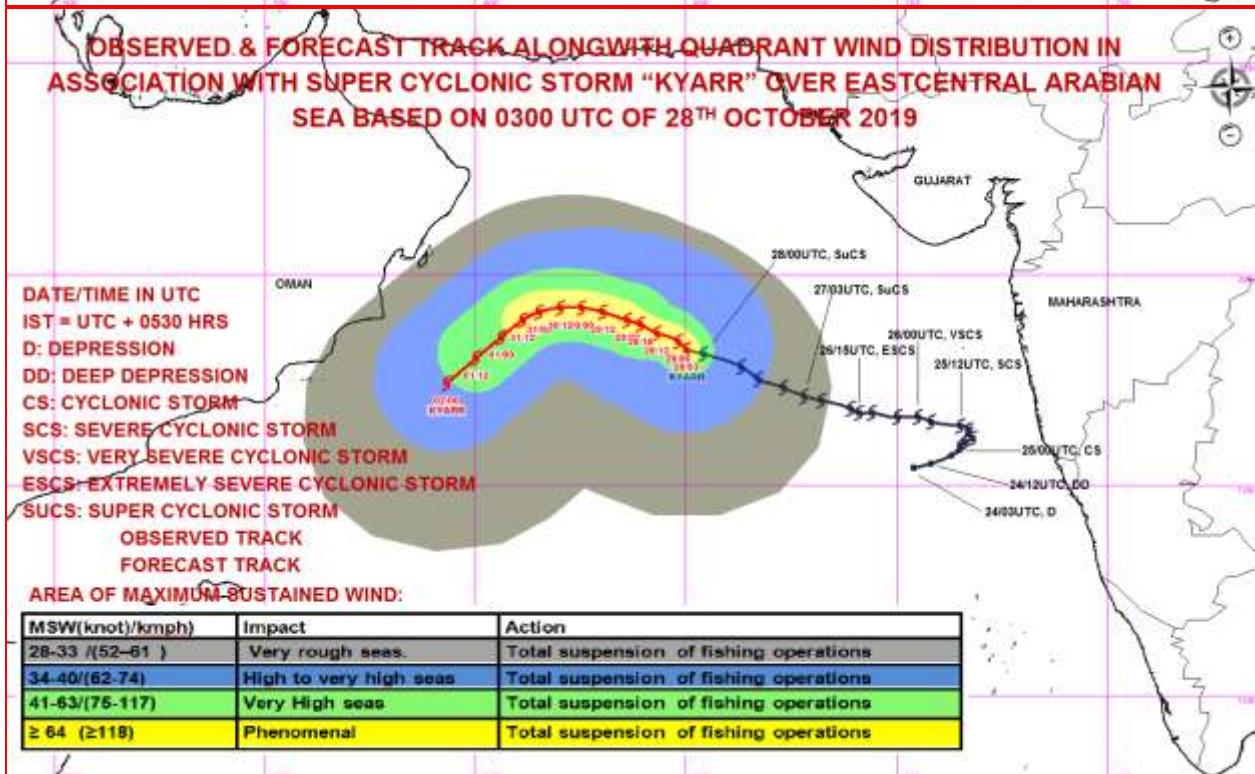 OBSERVED & FORECAST TRACK ALONGWITH QUADRANT WIND DISTRIBUTION IN
ASSOCIATION WITH SUPER CYCLONIC STORM “KYARR” OVER EASTCENTRAL ARABIAN
SEA BASED ON 0300 UTC OF 28TH OCTOBER 2019
GUJARAT
28/00UTC, SuCS
OMAN
27/03UTC, SuCS
MAHARASHTRA
26/00UTC, VSCS
26/15UTC, ESCS
25/12UTC, SCS
KYARR
KYARR
25/00UTC, CS
24/12UTC, DD
24/03UTC, D
DATE/TIME IN UTC
IST = UTC + 0530 HRS
D: DEPRESSION
DD: DEEP DEPRESSION
CS: CYCLONIC STORM
SCS: SEVERE CYCLONIC STORM
VSCS: VERY SEVERE CYCLONIC STORM
ESCS: EXTREMELY SEVERE CYCLONIC STORM
SUCS: SUPER CYCLONIC STORM
OBSERVED TRACK
FORECAST TRACK
AREA OF MAXIMUM SUSTAINED WIND:
MSW(knot)/kmph) Impact Action
28-33 /(52–61 ) Very rough seas. Total suspension of fishing operations
34-40/(62-74) High to very high seas Total suspension of fishing operations
41-63/(75-117) Very High seas Total suspension of fishing operations
≥ 64 (≥118) Phenomenal Total suspension of fishing operations